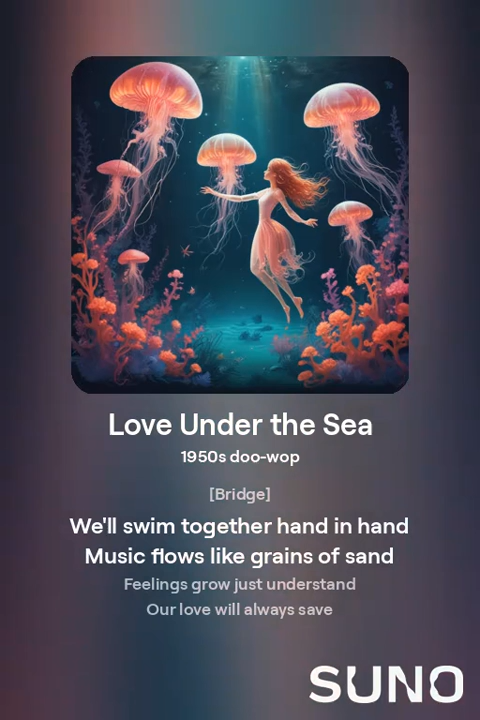 Love Under the Sea
1950s doo-wop
[Bridge]
We'll swim together hand in hand
Music flows like grains of sand
Feelings grow just understand
Our love will always save
SUNO